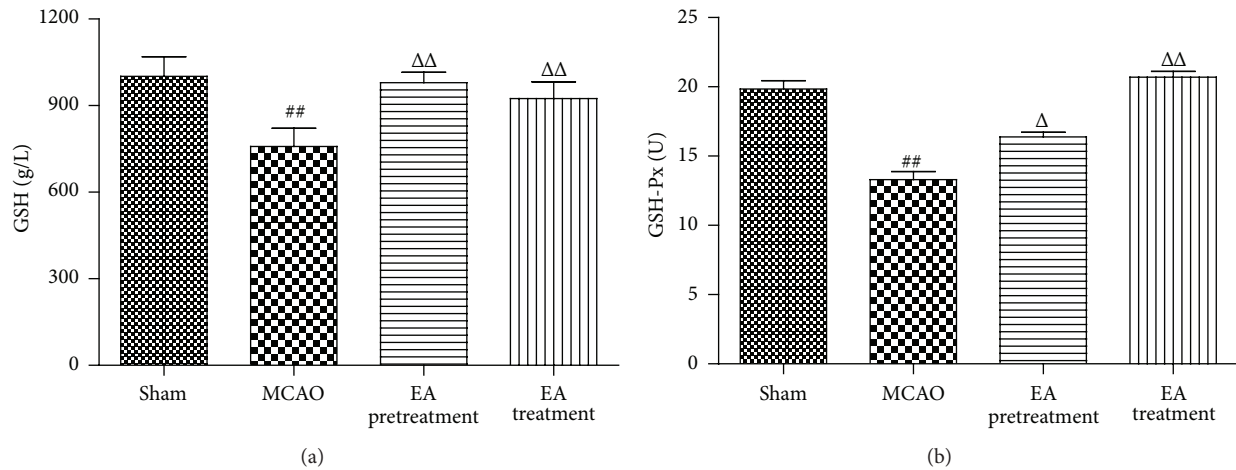 1200
900
600
300
0
GSH (g/L)
##
ΔΔ
ΔΔ
Sham
MCAO
EA
pretreatment
EA
treatment
(a)
25
20
15
10
5
0
GSH-Px (U)
##
Δ
ΔΔ
Sham
MCAO
EA
pretreatment
EA
treatment
(b)